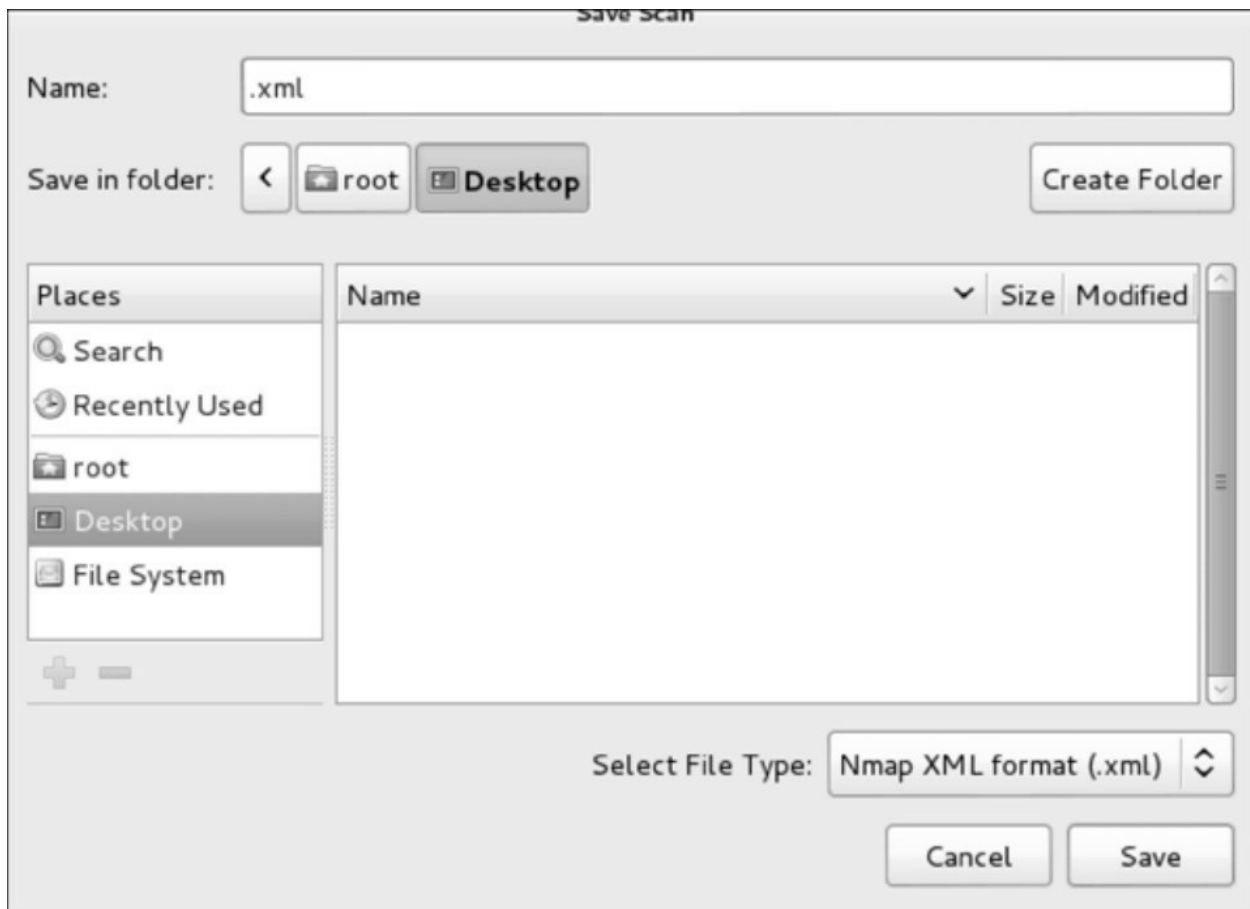 Save Scan
Name: .xml
Save in folder: < root Desktop Create Folder
Places
Search
Recently Used
root
Desktop
File System
Name Size Modified
Select File Type: Nmap XML format (.xml)
Cancel Save